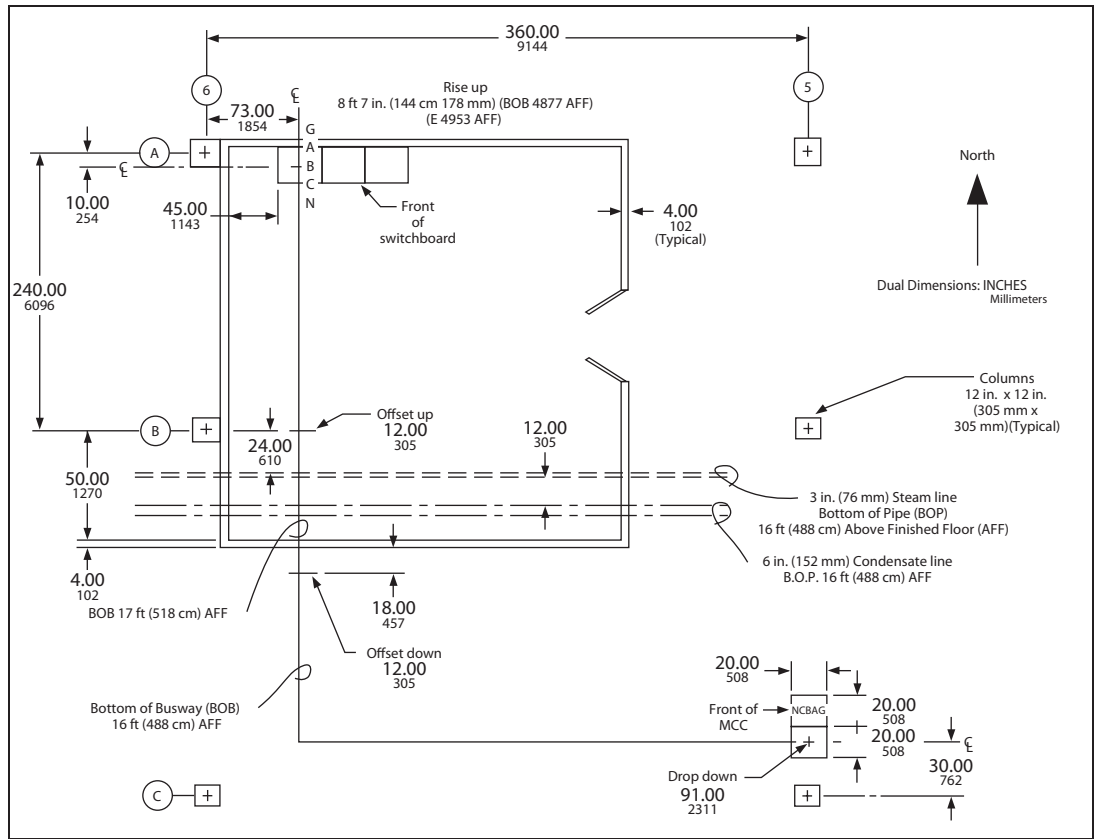 360.00
9144
6
5
℄
Rise up
8 ft 7 in. (144 cm 178 mm) (BOB 4877 AFF)
(E 4953 AFF)
73.00
1854
G
A
B
C
N
A
℄
10.00
254
45.00
1143
Front
of
switchboard
4.00
102
(Typical)
North
Dual Dimensions: INCHES
Millimeters
240.00
6096
Columns
12 in. x 12 in.
(305 mm x
305 mm)(Typical)
B
Offset up
12.00
305
24.00
610
12.00
305
50.00
1270
3 in. (76 mm) Steam line
Bottom of Pipe (BOP)
16 ft (488 cm) Above Finished Floor (AFF)
6 in. (152 mm) Condensate line
B.O.P. 16 ft (488 cm) AFF
4.00
102
BOB 17 ft (518 cm) AFF
18.00
457
Offset down
12.00
305
Bottom of Busway (BOB)
16 ft (488 cm) AFF
20.00
508
Front of
MCC
NCBAG
20.00
508
20.00
508
℄
30.00
762
Drop down
91.00
2311
C